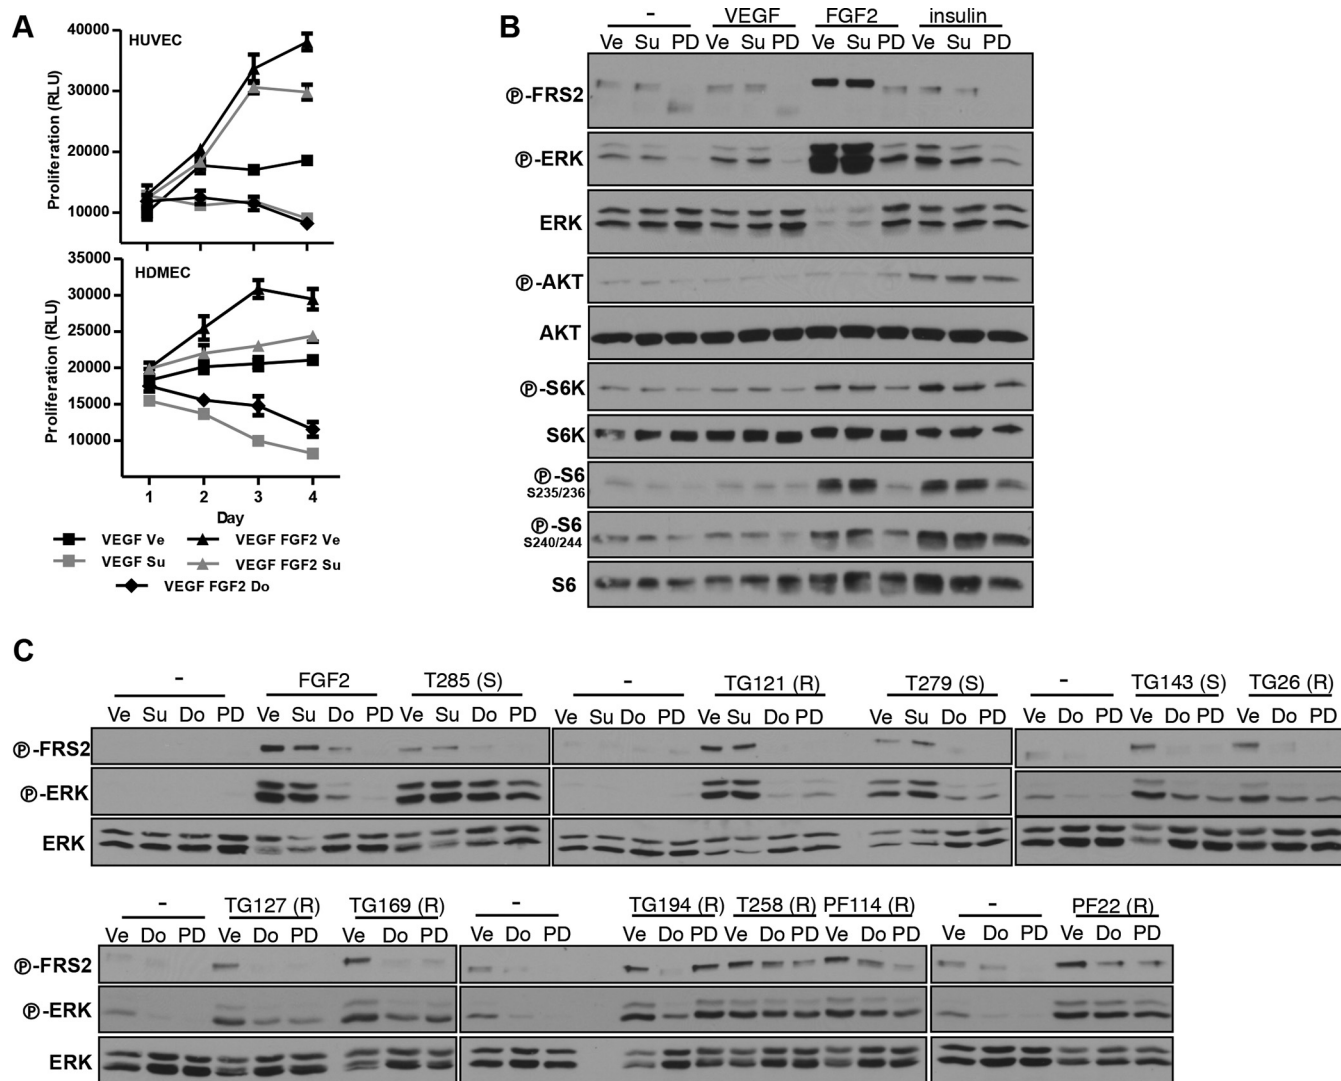 A
HUVEC
Proliferation (RLU)
40000
30000
20000
10000
HDMEC
Proliferation (RLU)
35000
30000
25000
20000
15000
10000
1 2 3 4
Day
VEGF Ve VEGF FGF2 Ve
VEGF Su VEGF FGF2 Su
VEGF FGF2 Do
B
- VEGF FGF2 insulin
Ve Su PD Ve Su PD Ve Su PD Ve Su PD
Ⓟ-FRS2
Ⓟ-ERK
ERK
Ⓟ-AKT
AKT
Ⓟ-S6K
S6K
Ⓟ-S6
S235/236
Ⓟ-S6
S240/244
S6
C
- FGF2 T285 (S) - TG121 (R) T279 (S) - TG143 (S) TG26 (R)
Ve Su Do PD Ve Su Do PD Ve Su Do PD Ve Su Do PD Ve Su Do PD Ve Su Do PD Ve Do PD Ve Do PD Ve Do PD
Ⓟ-FRS2
Ⓟ-ERK
ERK
- TG127 (R) TG169 (R) - TG194 (R) T258 (R) PF114 (R) - PF22 (R)
Ve Do PD Ve Do PD Ve Do PD Ve Do PD Ve Do PD Ve Do PD Ve Do PD Ve Do PD Ve Do PD
Ⓟ-FRS2
Ⓟ-ERK
ERK